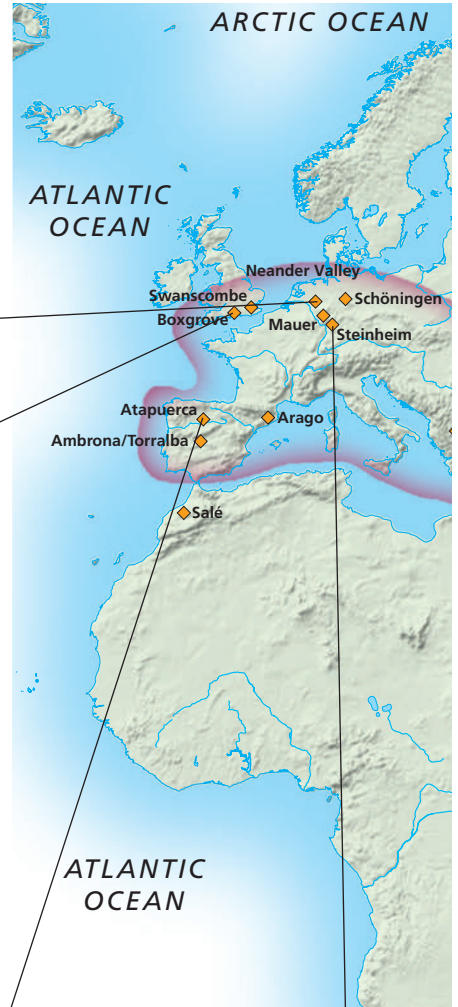 ARCTIC OCEAN
ATLANTIC
OCEAN
Neander Valley
Swanscombe
Schöningen
Boxgrove
Mauer
Steinheim
Atapuerca
Arago
Ambrona/Torralba
Salé
ATLANTIC
OCEAN